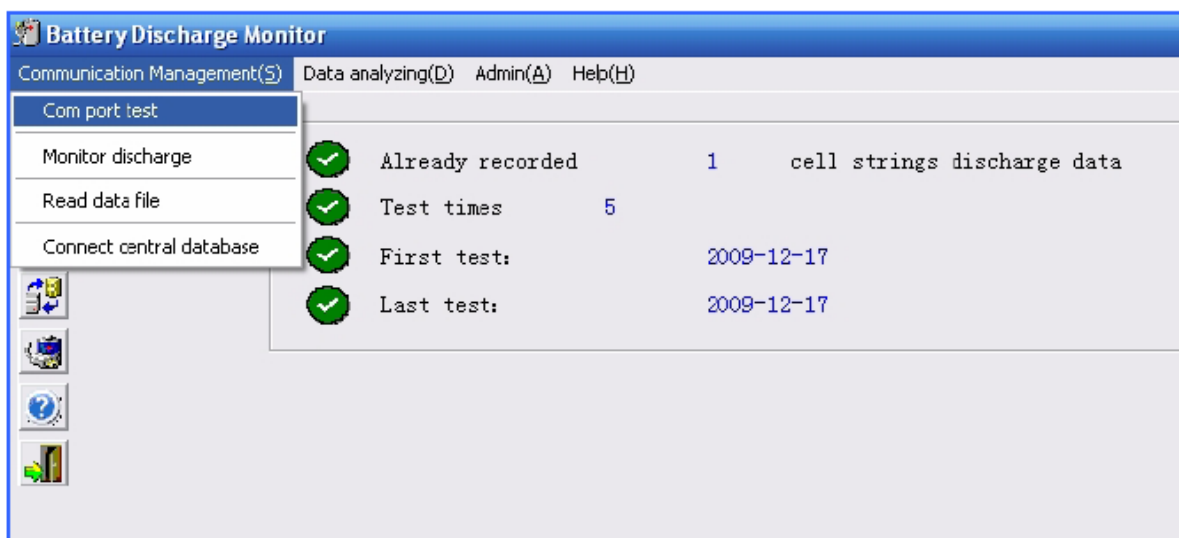 Battery Discharge Monitor
Communication Management(S) Data analyzing(D) Admin(A) Help(H)
Com port test
Monitor discharge
Read data file
Connect central database
Already recorded 1 cell strings discharge data
Test times 5
First test: 2009-12-17
Last test: 2009-12-17